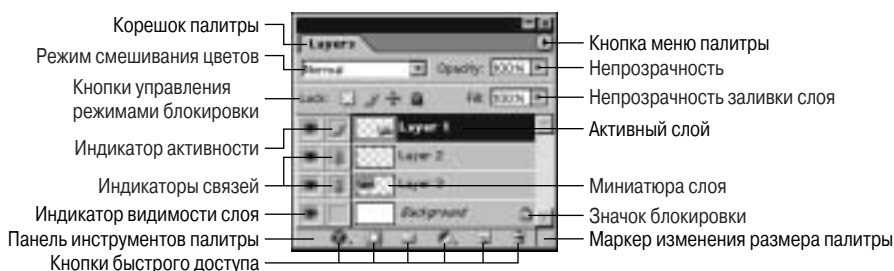 Корешок палитры
Режим смешивания цветов
Кнопки управления
режимами блокировки
Индикатор активности
Индикаторы связей
Индикатор видимости слоя
Панель инструментов палитры
Кнопки быстрого доступа
Layers
Normal
Opacity: 100%
Lock:
Fill: 100%
Layer 1
Layer 2
Layer 3
Background
Кнопка меню палитры
Непрозрачность
Непрозрачность заливки слоя
Активный слой
Миниатюра слоя
Значок блокировки
Маркер изменения размера палитры